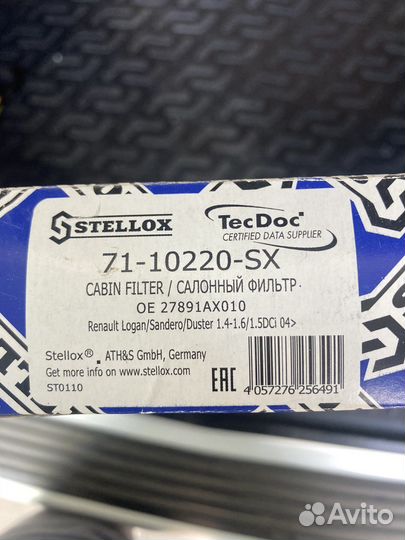 STELLOX
TecDoc
CERTIFIED DATA SUPPLIER
71-10220-SX
CABIN FILTER / САЛОННЫЙ ФИЛЬТР
OE 27891AX010
Renault Logan/Sandero/Duster 1.4-1.6/1.5DCi 04>
Stellox®. ATH&S GmbH, Germany
Get more info on www.stellox.com
ST0110
EAC
4 057276 256491
Avito